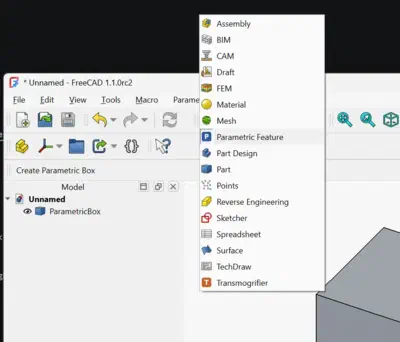 Assembly
BIM
CAM
Draft
FEM
Material
Mesh
Parametric Feature
Part Design
Part
Points
Reverse Engineering
Sketcher
Spreadsheet
Surface
TechDraw
Transmogrifier
* Unnamed - FreeCAD 1.1.0rc2
File Edit View Tools Macro Parame
Create Parametric Box
Model
Unnamed
ParametricBox